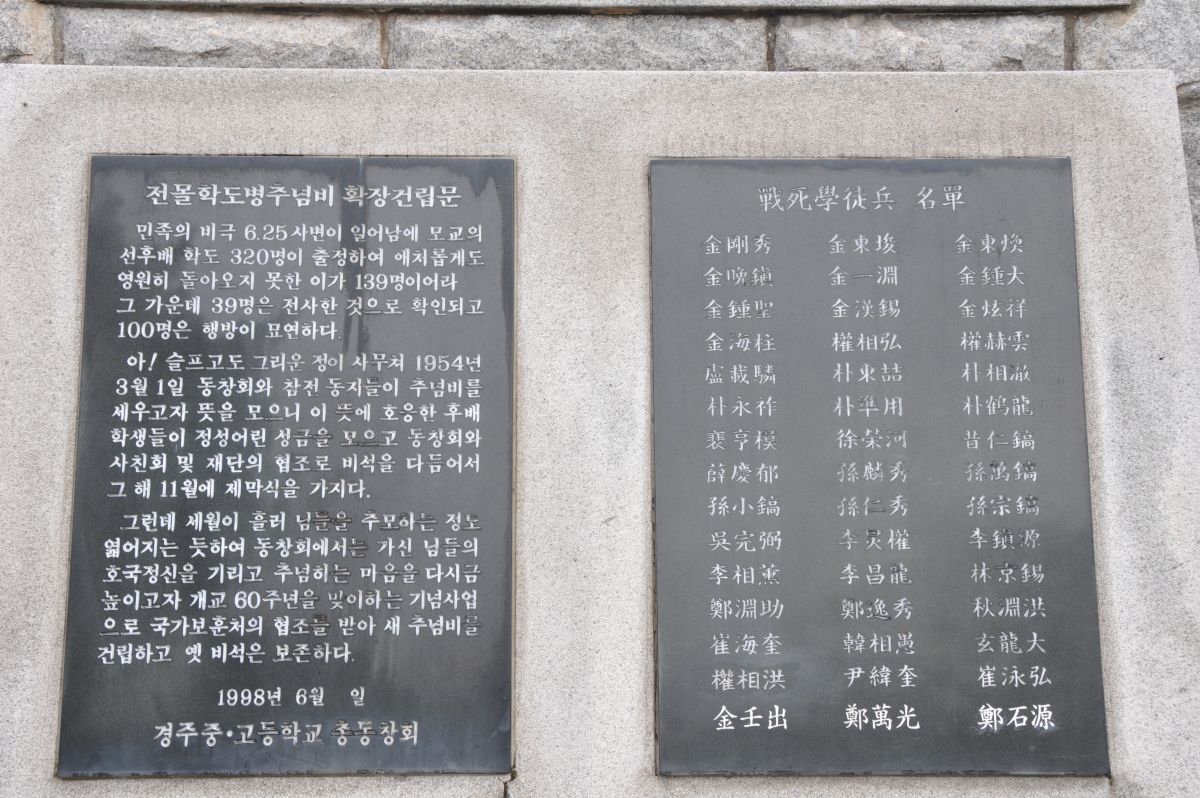 전몰학도병추념비 확장건립문
민족의 비극 6.25사변이 일어남에 모교의
선후배 학도 320명이 출정하여 애처롭게도
영원히 돌아오지 못한 이가 139명이어라
그 가운데 39명은 전사한 것으로 확인되고
100명은 행방이 묘연하다.
아! 슬프고도 그리운 정이 사무쳐 1954년
3월 1일 동창회와 참전 동지들이 추념비를
세우고자 뜻을 모으니 이 뜻에 호응한 후배
학생들이 정성어린 성금을 모으고 동창회와
사친회 및 재단의 협조로 비석을 다듬어서
그 해 11월에 제막식을 가지다.
그런데 세월이 흘러 님들을 추모하는 정도
엷어지는 듯하여 동창회에서는 가신 님들의
호국정신을 기리고 추념하는 마음을 다시금
높이고자 개교 60주년을 맞이하는 기념사업
으로 국가보훈처의 협조를 받아 새 추념비를
건립하고 옛 비석은 보존하다.
1998년 6월 일
경주중·고등학교 총동창회
戰死學徒兵 名單
金剛秀 金東埈 金東煥
金晩鎭 金一淵 金鍾大
金鍾聖 金漢錫 金炫祥
金海柱 權相弘 權赫雲
盧載驎 朴東喆 朴相澈
朴永祚 朴準用 朴鶴龍
裵亨模 徐榮河 昔仁鎬
薛慶郁 孫麟秀 孫萬鎬
孫小鎬 孫仁秀 孫宗鎬
吳完弼 李炅權 李鎭源
李相薰 李昌龍 林京錫
鄭淵助 鄭逸秀 秋淵洪
崔海奎 韓相愚 玄龍大
權相洪 尹緯奎 崔泳弘
金壬出 鄭萬光 鄭石源